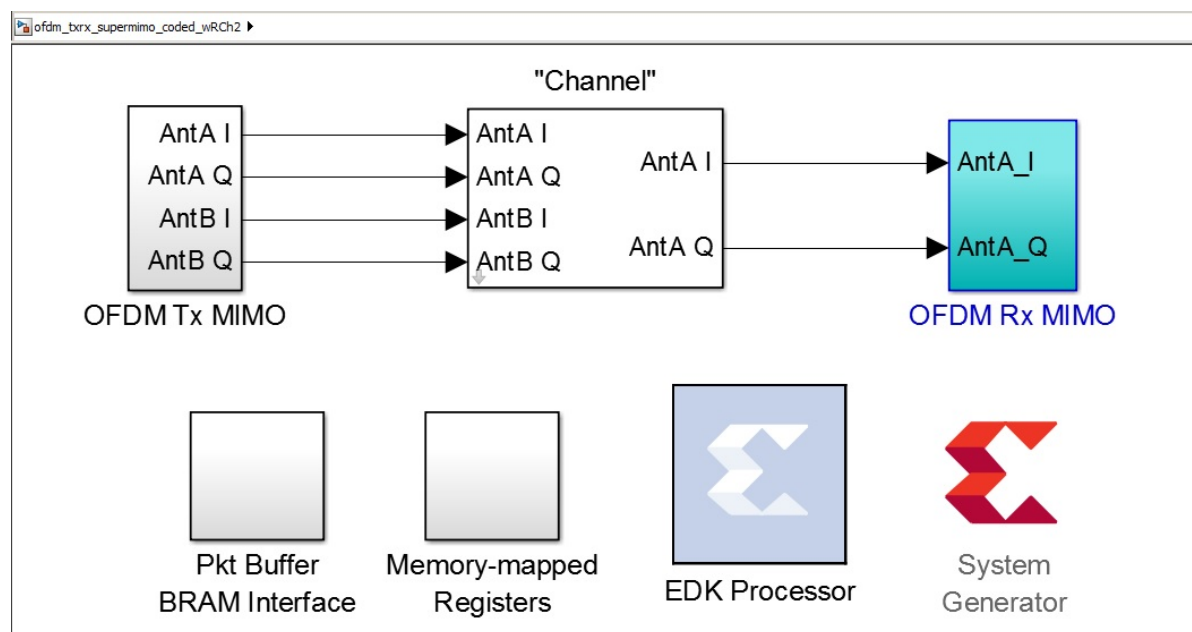 ofdm_txrx_supermimo_coded_wRCh2
"Channel"
AntA I
AntA Q
AntB I
AntB Q
OFDM Tx MIMO
AntA I
AntA Q
AntB I
AntB Q
AntA I
AntA Q
AntA_I
AntA_Q
OFDM Rx MIMO
Pkt Buffer
BRAM Interface
Memory-mapped
Registers
EDK Processor
System
Generator